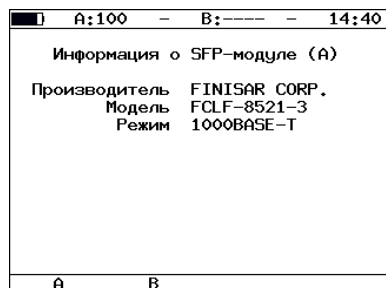 A:100 – B:---- – 14:40
Информация о SFP-модуле (A)
Производитель FINISAR CORP.
Модель FCLF-8521-3
Режим 1000BASE-T
A B